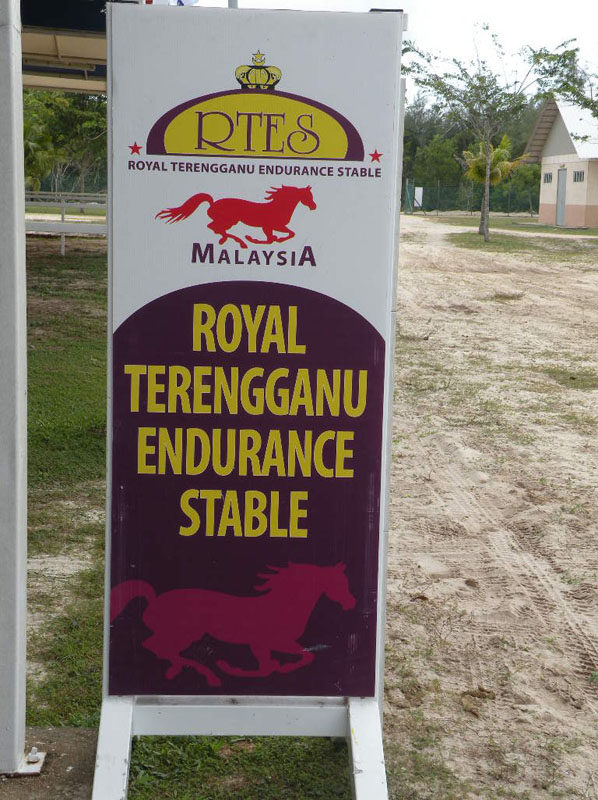 RTES
ROYAL TERENGGANU ENDURANCE STABLE
MALAYSIA
ROYAL
TERENGGANU
ENDURANCE
STABLE